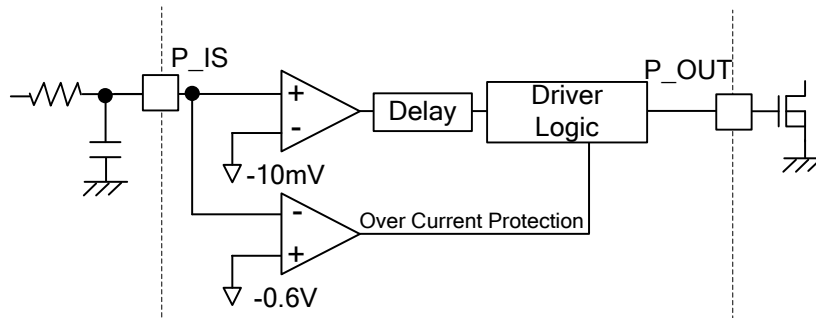 P_IS
P_OUT
+
-
Delay
Driver
Logic
-10mV
-
+
Over Current Protection
-0.6V